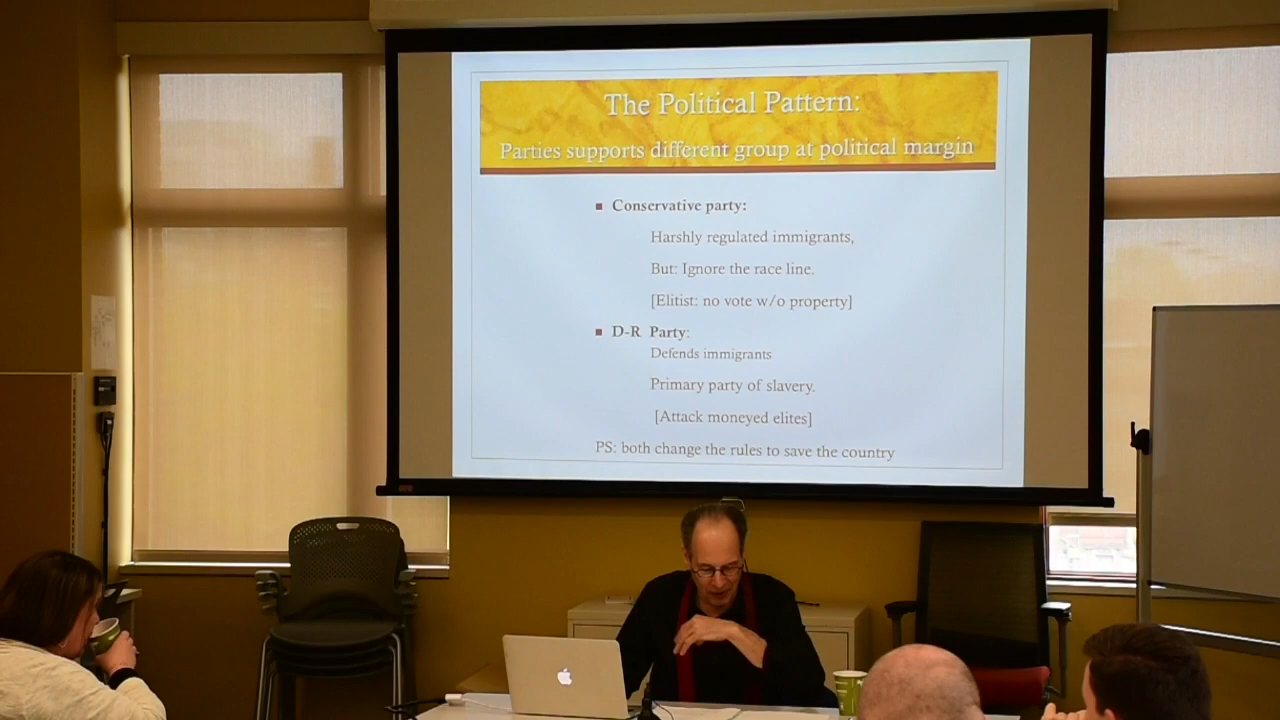 The Political Pattern:
Parties supports different group at political margin
Conservative party:
Harshly regulated immigrants,
But: Ignore the race line.
[Elitist: no vote w/o property]
D-R Party:
Defends immigrants
Primary party of slavery.
[Attack moneyed elites]
PS: both change the rules to save the country